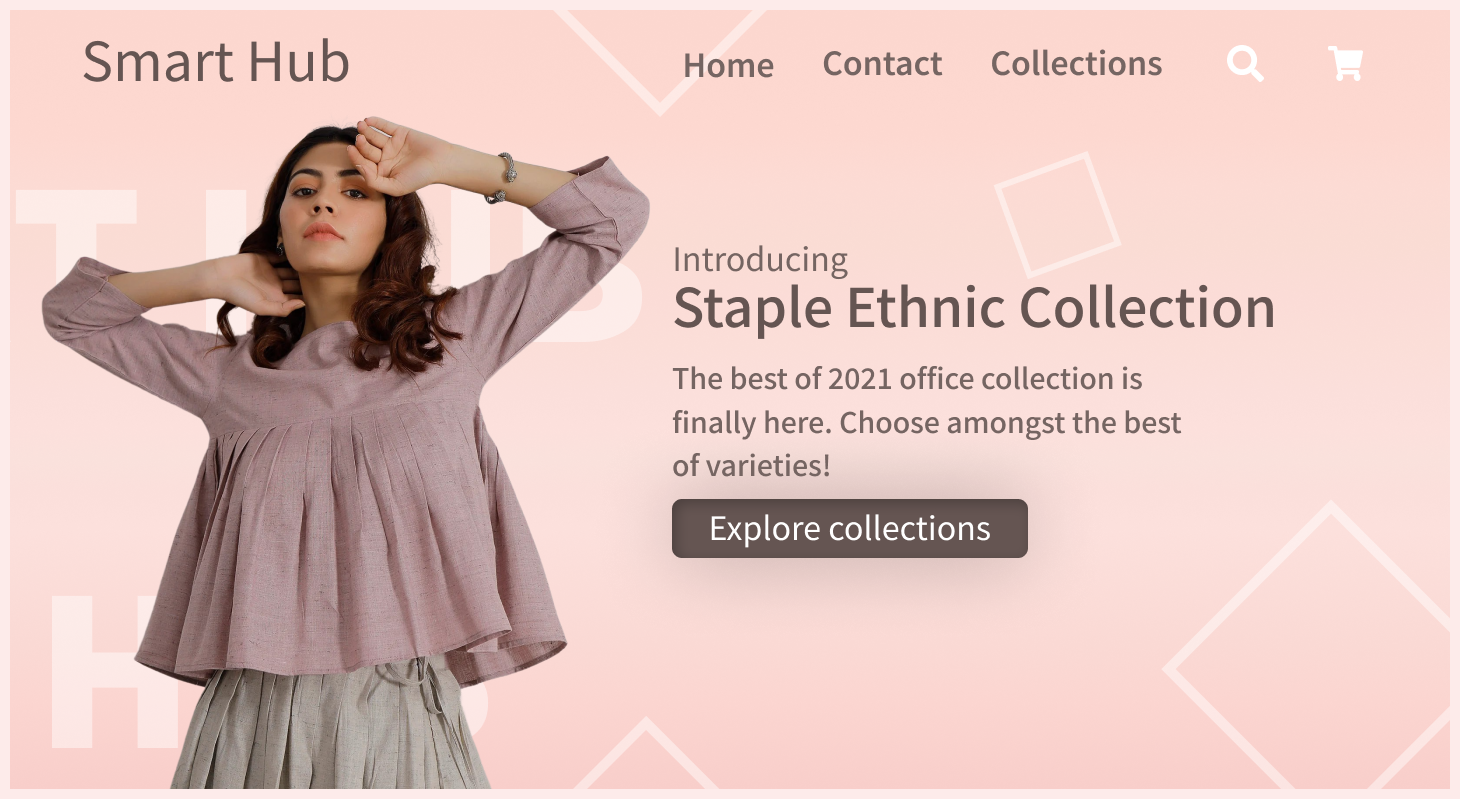 Smart Hub
Home Contact Collections
Introducing
Staple Ethnic Collection
The best of 2021 office collection is
finally here. Choose amongst the best
of varieties!
Explore collections